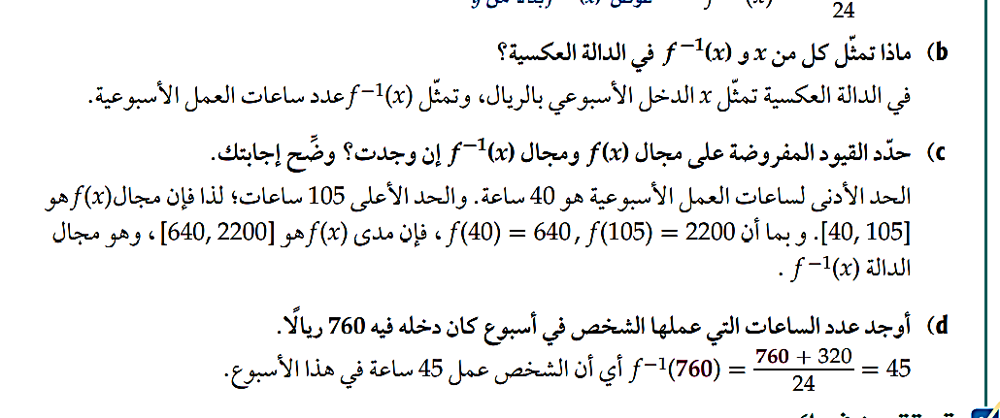 24
b) ماذا تمثّل كل من x و f⁻¹(x) في الدالة العكسية؟
في الدالة العكسية تمثّل x الدخل الأسبوعي بالريال، وتمثّل f⁻¹(x) عدد ساعات العمل الأسبوعية.
c) حدّد القيود المفروضة على مجال f(x) ومجال f⁻¹(x) إن وجدت؟ وضِّح إجابتك.
الحد الأدنى لساعات العمل الأسبوعية هو 40 ساعة. والحد الأعلى 105 ساعات؛ لذا فإن مجال f(x) هو
[40, 105]. و بما أن f(40) = 640, f(105) = 2200 ، فإن مدى f(x) هو [640, 2200] ، وهو مجال
الدالة f⁻¹(x) .
d) أوجد عدد الساعات التي عملها الشخص في أسبوع كان دخله فيه 760 ريالًا.
f⁻¹(760) = (760 + 320)/24 = 45 أي أن الشخص عمل 45 ساعة في هذا الأسبوع.